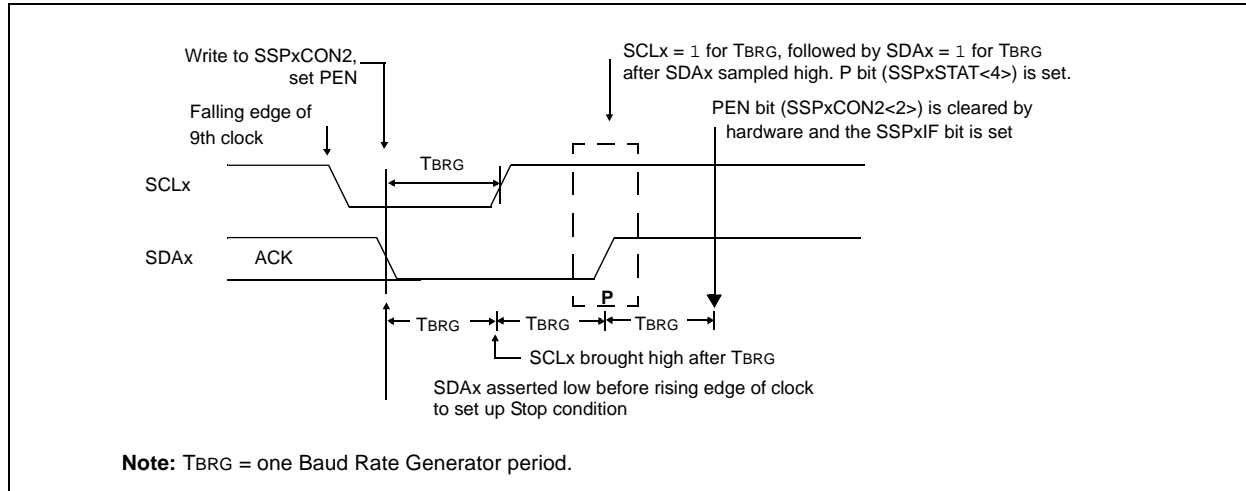 Write to SSPxCON2,
set PEN
Falling edge of
9th clock
SCLx = 1 for TBRG, followed by SDAx = 1 for TBRG
after SDAx sampled high. P bit (SSPxSTAT<4>) is set.
PEN bit (SSPxCON2<2>) is cleared by
hardware and the SSPxIF bit is set
TBRG
SCLx
SDAx
ACK
P
TBRG
TBRG
TBRG
SCLx brought high after TBRG
SDAx asserted low before rising edge of clock
to set up Stop condition
Note: TBRG = one Baud Rate Generator period.